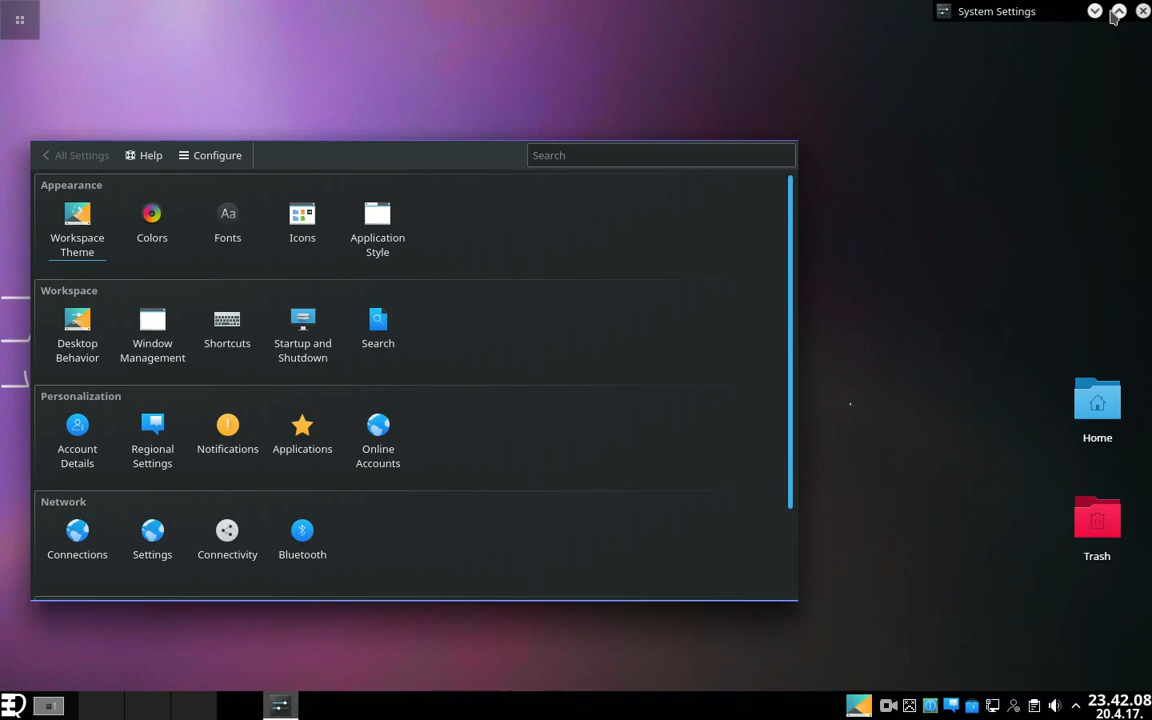 System Settings
All Settings Help Configure Search
Appearance
Workspace Theme
Colors
Fonts
Icons
Application Style
Workspace
Desktop Behavior
Window Management
Shortcuts
Startup and Shutdown
Search
Personalization
Account Details
Regional Settings
Notifications
Applications
Online Accounts
Network
Connections
Settings
Connectivity
Bluetooth
Home
Trash
23.42.08
20.4.17.